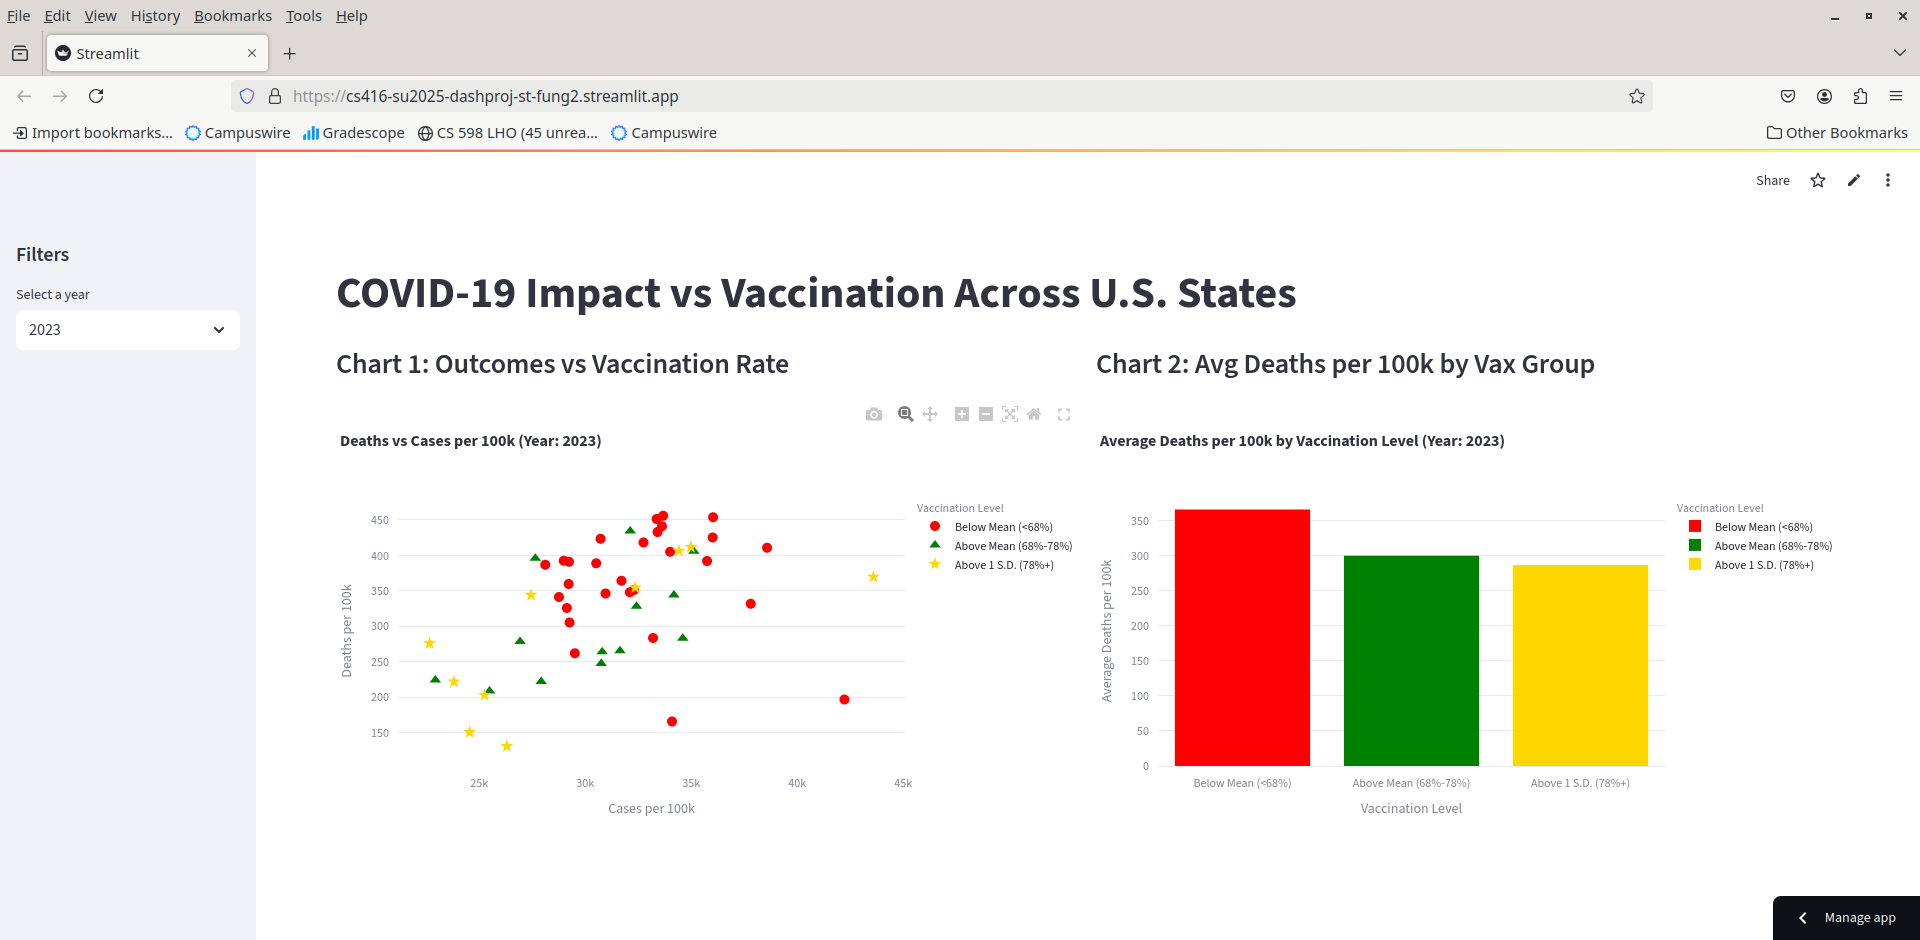 File Edit View History Bookmarks Tools Help
Streamlit
https://cs416-su2025-dashproj-st-fung2.streamlit.app
Import bookmarks... Campuswire Gradescope CS 598 LHO (45 unrea... Campuswire Other Bookmarks
Share
Filters
Select a year
2023
COVID-19 Impact vs Vaccination Across U.S. States
Chart 1: Outcomes vs Vaccination Rate
Deaths vs Cases per 100k (Year: 2023)
Deaths per 100k
450
400
350
300
250
200
150
25k 30k 35k 40k 45k
Cases per 100k
Vaccination Level
Below Mean (<68%)
Above Mean (68%-78%)
Above 1 S.D. (78%+)
Chart 2: Avg Deaths per 100k by Vax Group
Average Deaths per 100k by Vaccination Level (Year: 2023)
Average Deaths per 100k
350
300
250
200
150
100
50
0
Below Mean (<68%) Above Mean (68%-78%) Above 1 S.D. (78%+)
Vaccination Level
Vaccination Level
Below Mean (<68%)
Above Mean (68%-78%)
Above 1 S.D. (78%+)
Manage app